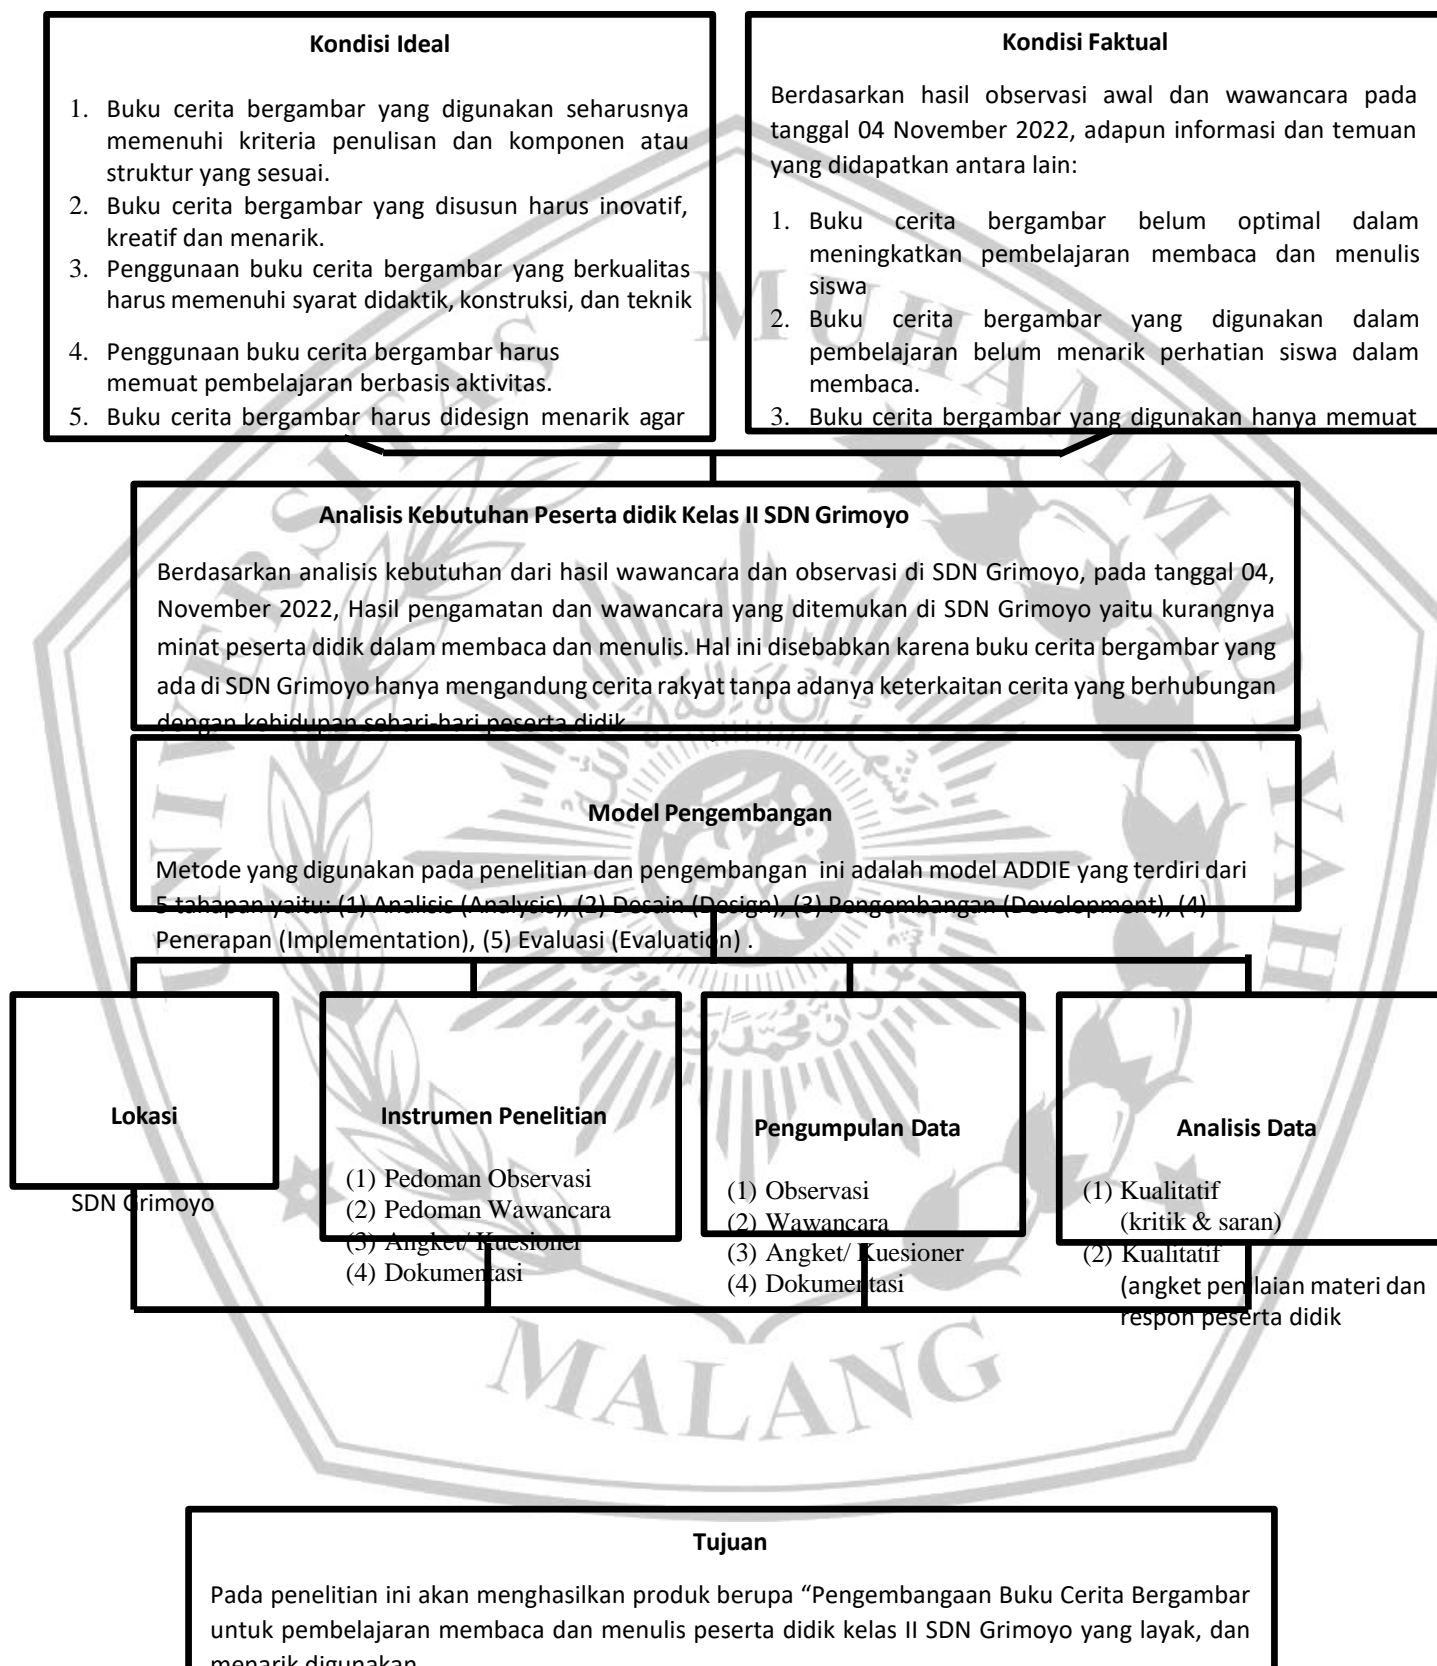 Kondisi Ideal
1. Buku cerita bergambar yang digunakan seharusnya
memenuhi kriteria penulisan dan komponen atau
struktur yang sesuai.
2. Buku cerita bergambar yang disusun harus inovatif,
kreatif dan menarik.
3. Penggunaan buku cerita bergambar yang berkualitas
harus memenuhi syarat didaktik, konstruksi, dan teknik
4. Penggunaan buku cerita bergambar harus
memuat pembelajaran berbasis aktivitas.
5. Buku cerita bergambar harus didesign menarik agar
Kondisi Faktual
Berdasarkan hasil observasi awal dan wawancara pada
tanggal 04 November 2022, adapun informasi dan temuan
yang didapatkan antara lain:
1. Buku cerita bergambar belum optimal dalam
meningkatkan pembelajaran membaca dan menulis
siswa
2. Buku cerita bergambar yang digunakan dalam
pembelajaran belum menarik perhatian siswa dalam
membaca.
3. Buku cerita bergambar yang digunakan hanya memuat
Analisis Kebutuhan Peserta didik Kelas II SDN Grimoyo
Berdasarkan analisis kebutuhan dari hasil wawancara dan observasi di SDN Grimoyo, pada tanggal 04,
November 2022, Hasil pengamatan dan wawancara yang ditemukan di SDN Grimoyo yaitu kurangnya
minat peserta didik dalam membaca dan menulis. Hal ini disebabkan karena buku cerita bergambar yang
ada di SDN Grimoyo hanya mengandung cerita rakyat tanpa adanya keterkaitan cerita yang berhubungan
dengan kehidupan sehari-hari peserta didik
Model Pengembangan
Metode yang digunakan pada penelitian dan pengembangan ini adalah model ADDIE yang terdiri dari
5 tahapan yaitu: (1) Analisis (Analysis), (2) Desain (Design), (3) Pengembangan (Development), (4)
Penerapan (Implementation), (5) Evaluasi (Evaluation) .
Lokasi
SDN Grimoyo
Instrumen Penelitian
(1) Pedoman Observasi
(2) Pedoman Wawancara
(3) Angket/ Kuesioner
(4) Dokumentasi
Pengumpulan Data
(1) Observasi
(2) Wawancara
(3) Angket/ Kuesioner
(4) Dokumentasi
Analisis Data
(1) Kualitatif
(kritik & saran)
(2) Kualitatif
(angket penilaian materi dan
respon peserta didik
Tujuan
Pada penelitian ini akan menghasilkan produk berupa “Pengembangaan Buku Cerita Bergambar
untuk pembelajaran membaca dan menulis peserta didik kelas II SDN Grimoyo yang layak, dan
menarik digunakan
UNIVERSITAS MUHAMMADIYAH
MALANG